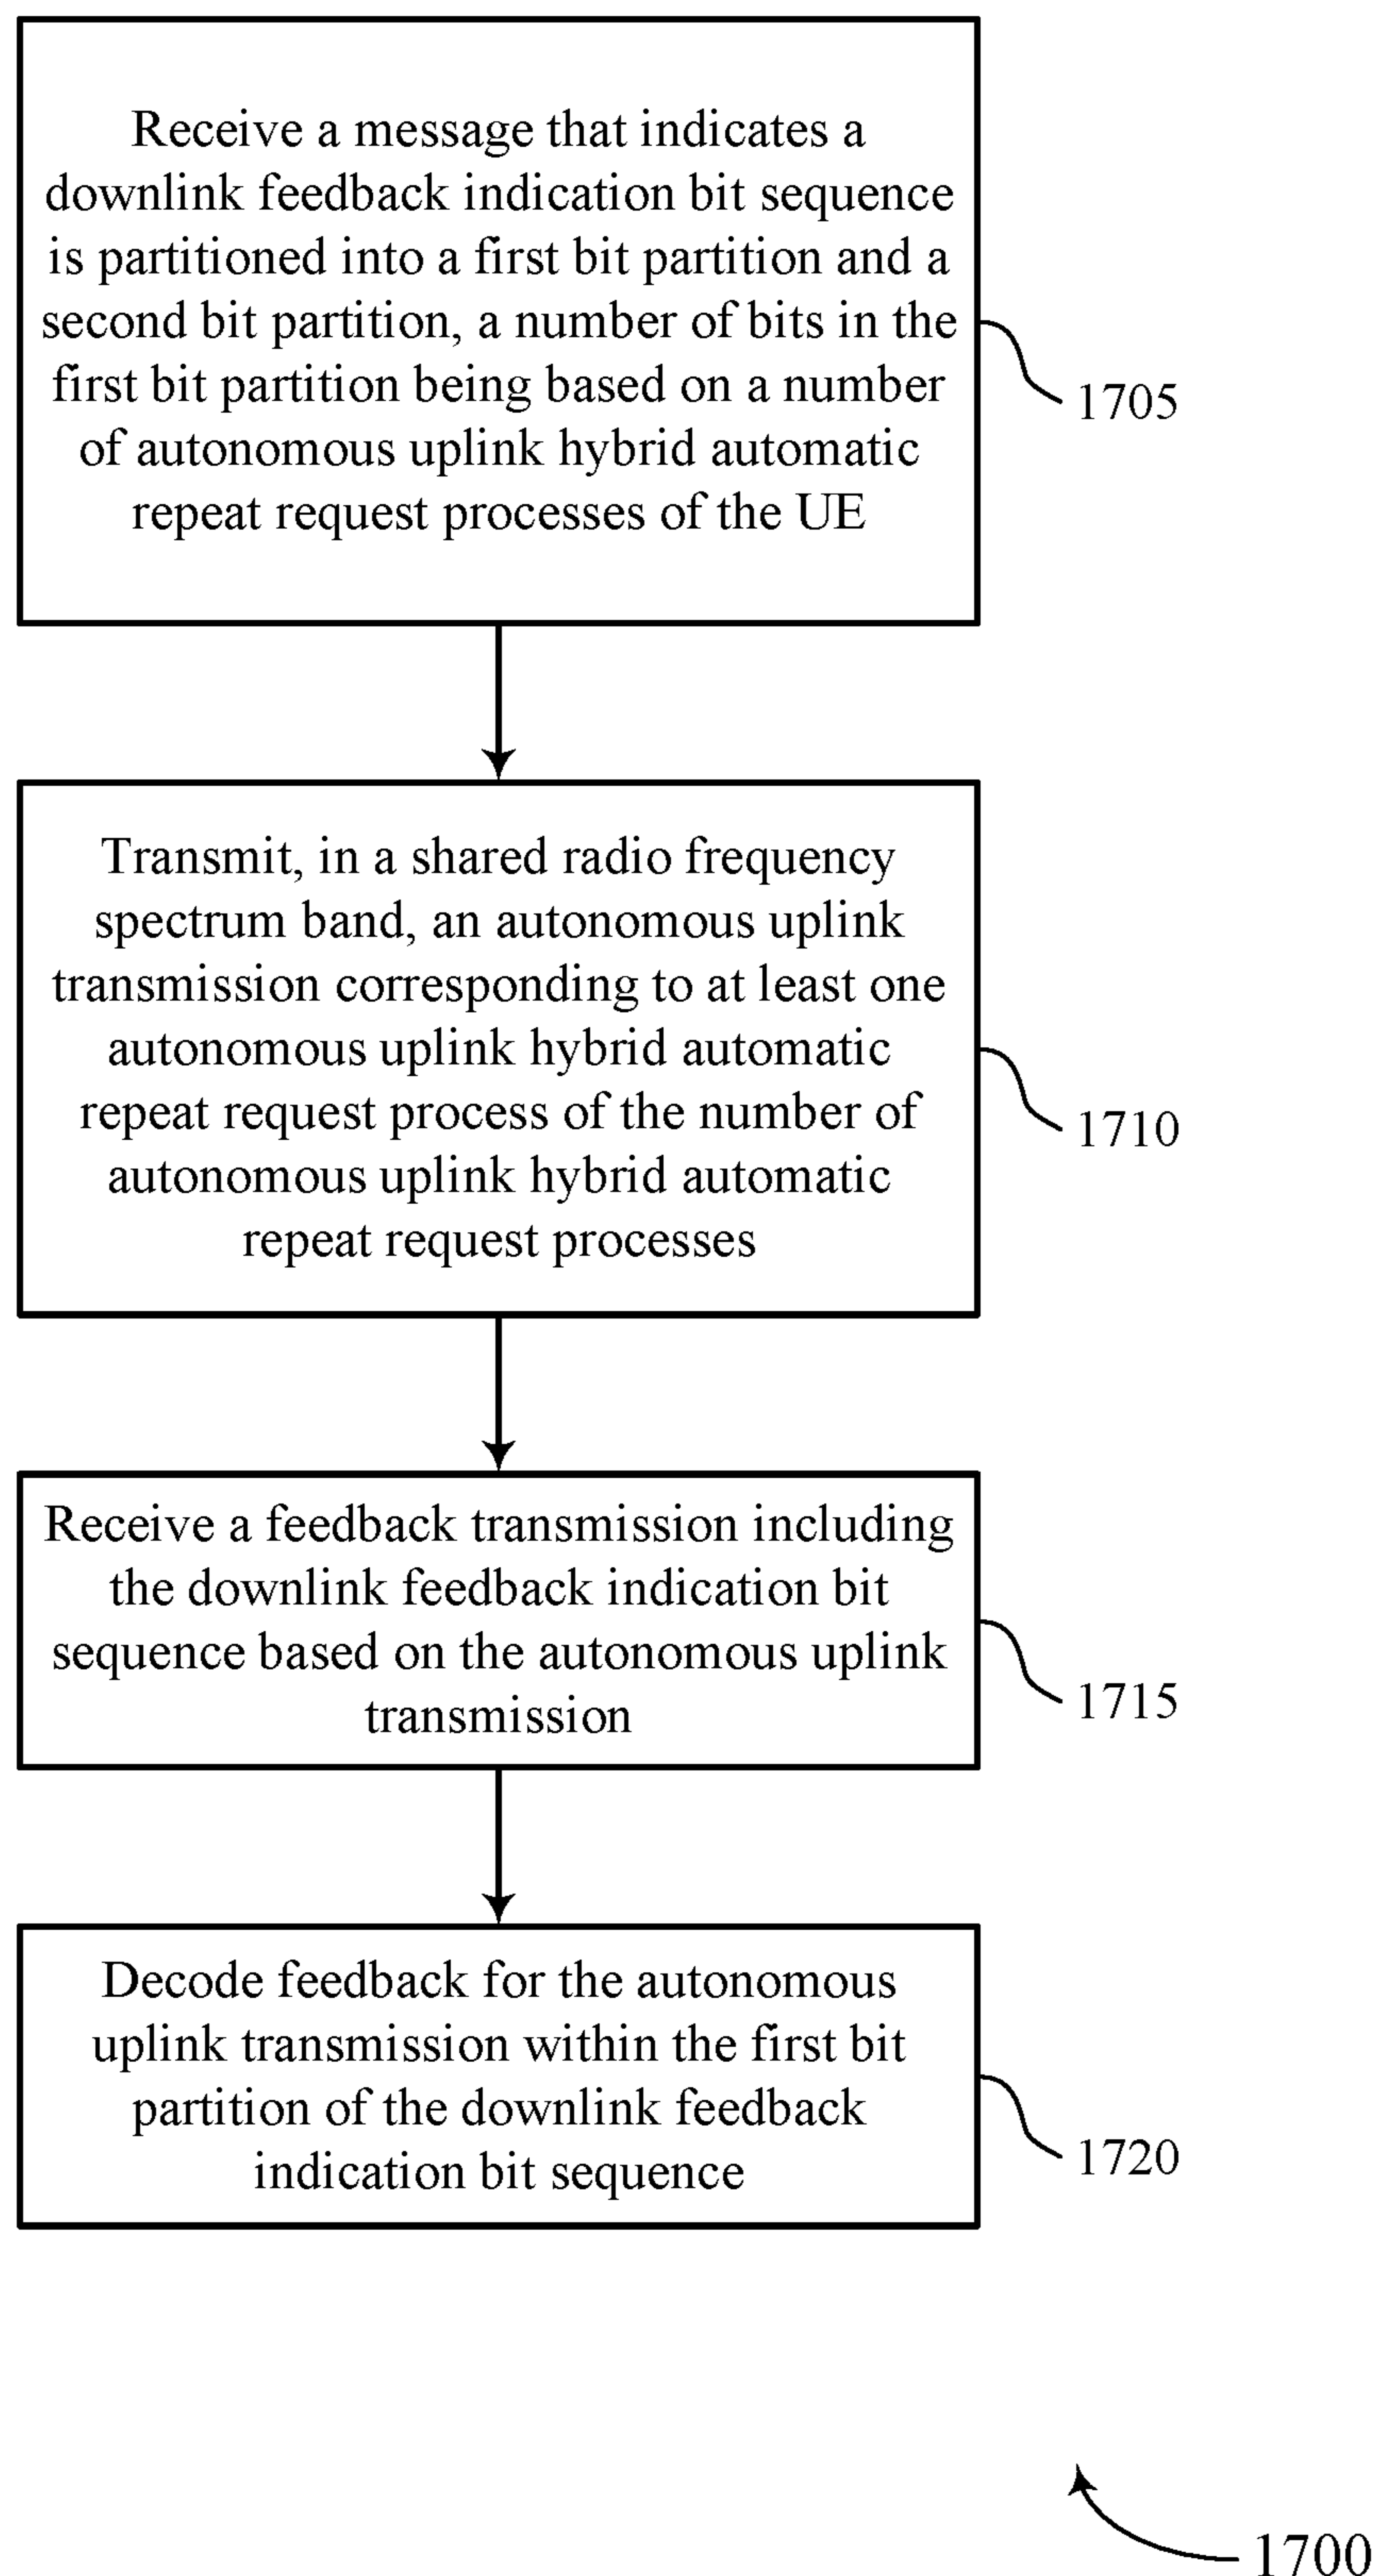 Receive a message that indicates a
downlink feedback indication bit sequence
is partitioned into a first bit partition and a
second bit partition, a number of bits in the
first bit partition being based on a number
of autonomous uplink hybrid automatic
repeat request processes of the UE
1705
Transmit, in a shared radio frequency
spectrum band, an autonomous uplink
transmission corresponding to at least one
autonomous uplink hybrid automatic
repeat request process of the number of
autonomous uplink hybrid automatic
repeat request processes
1710
Receive a feedback transmission including
the downlink feedback indication bit
sequence based on the autonomous uplink
transmission
1715
Decode feedback for the autonomous
uplink transmission within the first bit
partition of the downlink feedback
indication bit sequence
1720
1700